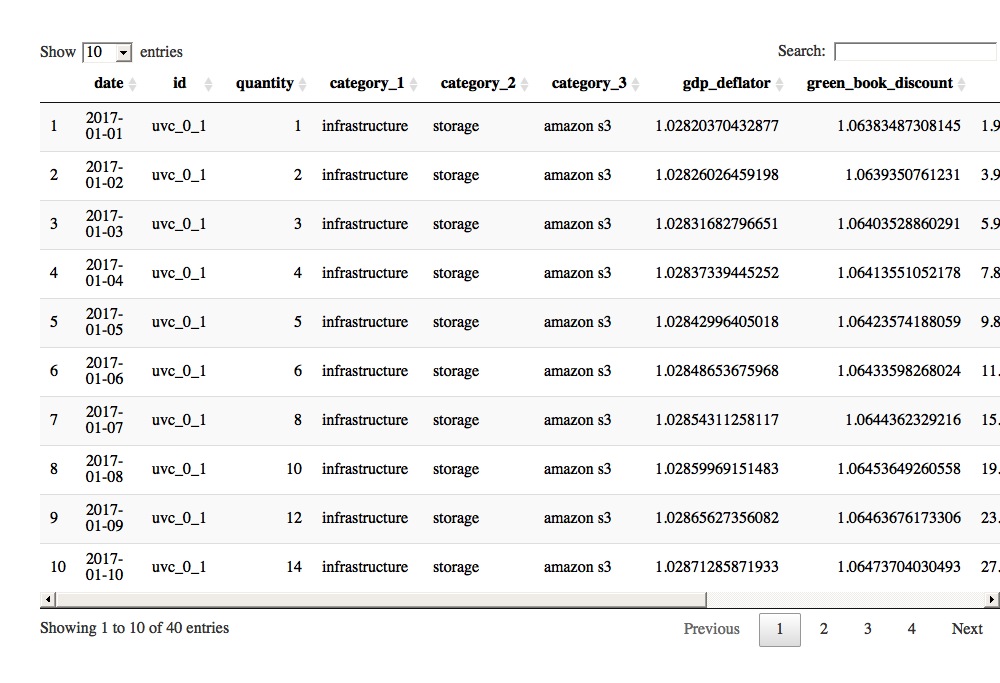 Show 10 entries Search:
date id quantity category_1 category_2 category_3 gdp_deflator green_book_discount
1 2017-01-01 uvc_0_1 1 infrastructure storage amazon s3 1.02820370432877 1.06383487308145 1.9
2 2017-01-02 uvc_0_1 2 infrastructure storage amazon s3 1.02826026459198 1.0639350761231 3.9
3 2017-01-03 uvc_0_1 3 infrastructure storage amazon s3 1.02831682796651 1.06403528860291 5.9
4 2017-01-04 uvc_0_1 4 infrastructure storage amazon s3 1.02837339445252 1.06413551052178 7.8
5 2017-01-05 uvc_0_1 5 infrastructure storage amazon s3 1.02842996405018 1.06423574188059 9.8
6 2017-01-06 uvc_0_1 6 infrastructure storage amazon s3 1.02848653675968 1.06433598268024 11.
7 2017-01-07 uvc_0_1 8 infrastructure storage amazon s3 1.02854311258117 1.0644362329216 15.
8 2017-01-08 uvc_0_1 10 infrastructure storage amazon s3 1.02859969151483 1.06453649260558 19.
9 2017-01-09 uvc_0_1 12 infrastructure storage amazon s3 1.02865627356082 1.06463676173306 23.
10 2017-01-10 uvc_0_1 14 infrastructure storage amazon s3 1.02871285871933 1.06473704030493 27.
Showing 1 to 10 of 40 entries Previous 1 2 3 4 Next